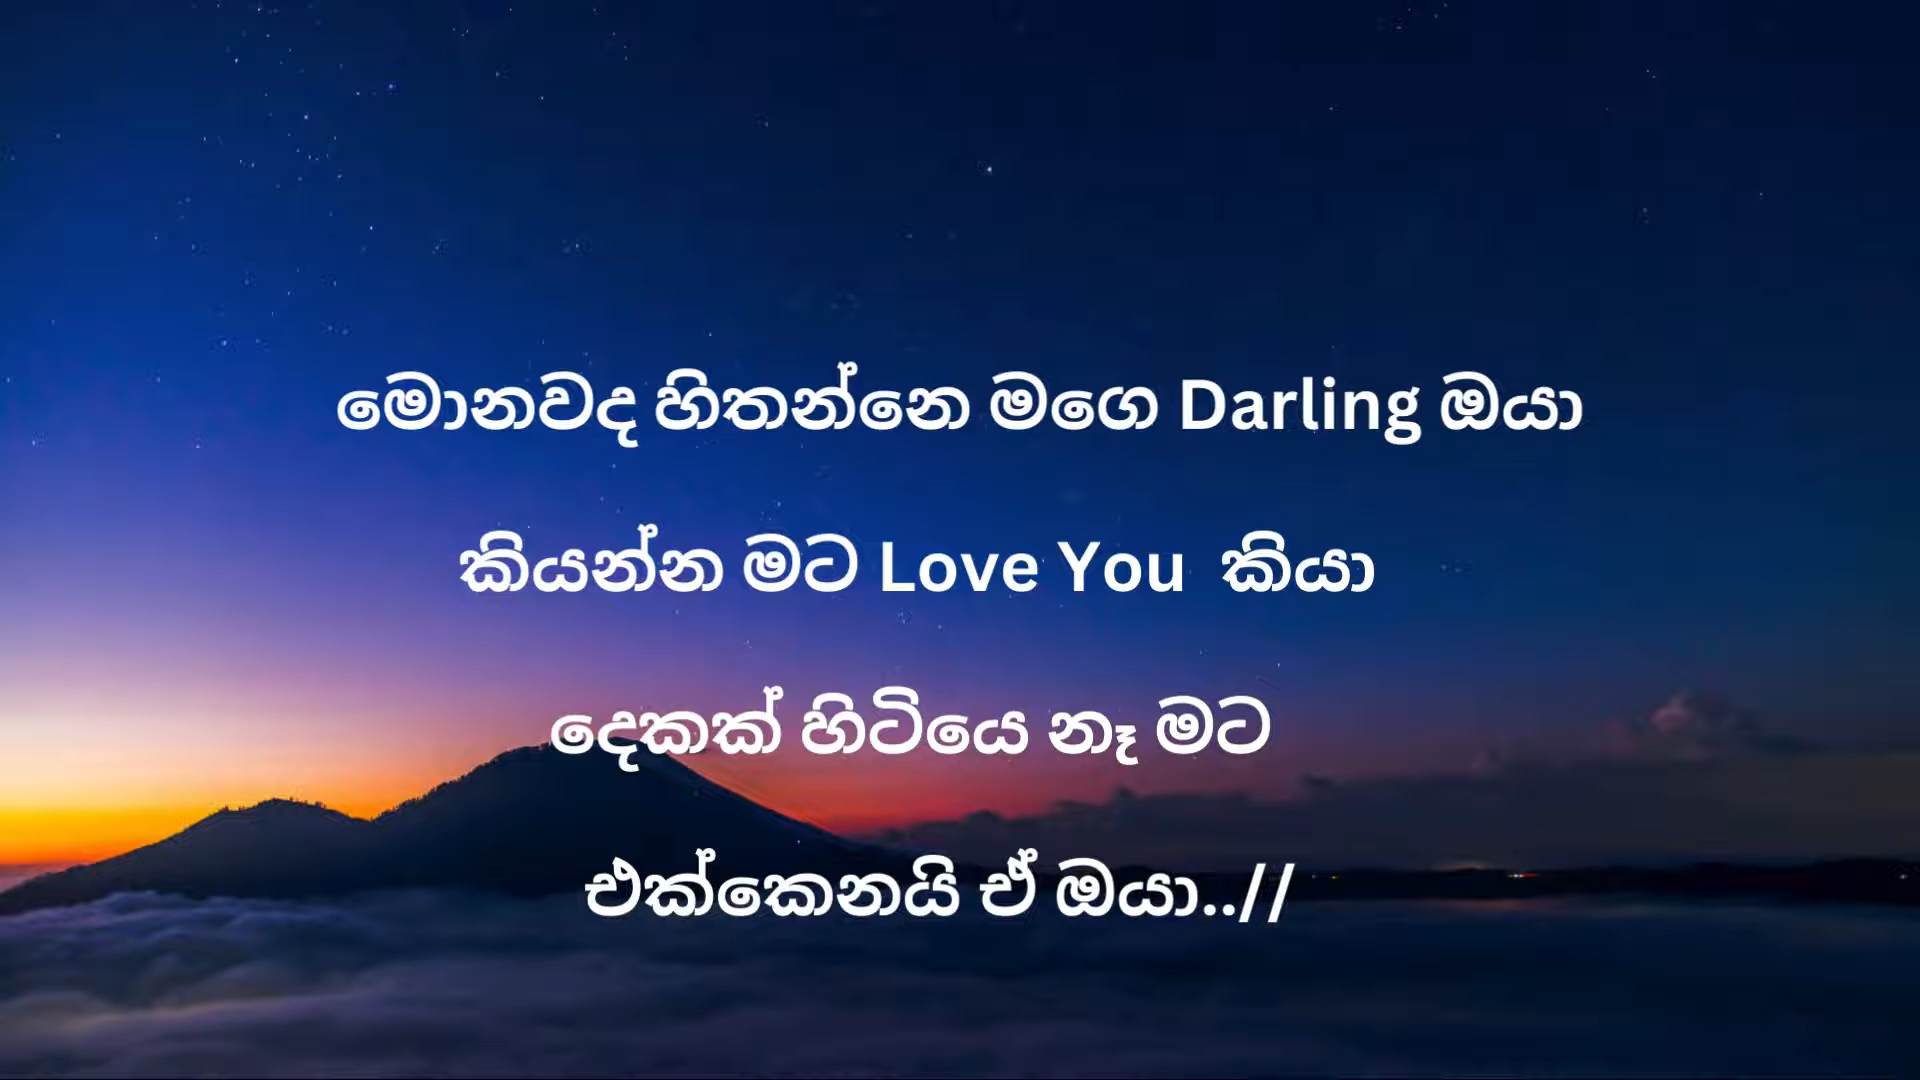 මොනවද හිතන්නෙ මගෙ Darling ඔයා
කියන්න මට Love You කියා
දෙකක් හිටියෙ නෑ මට
එක්කෙනයි ඒ ඔයා..//